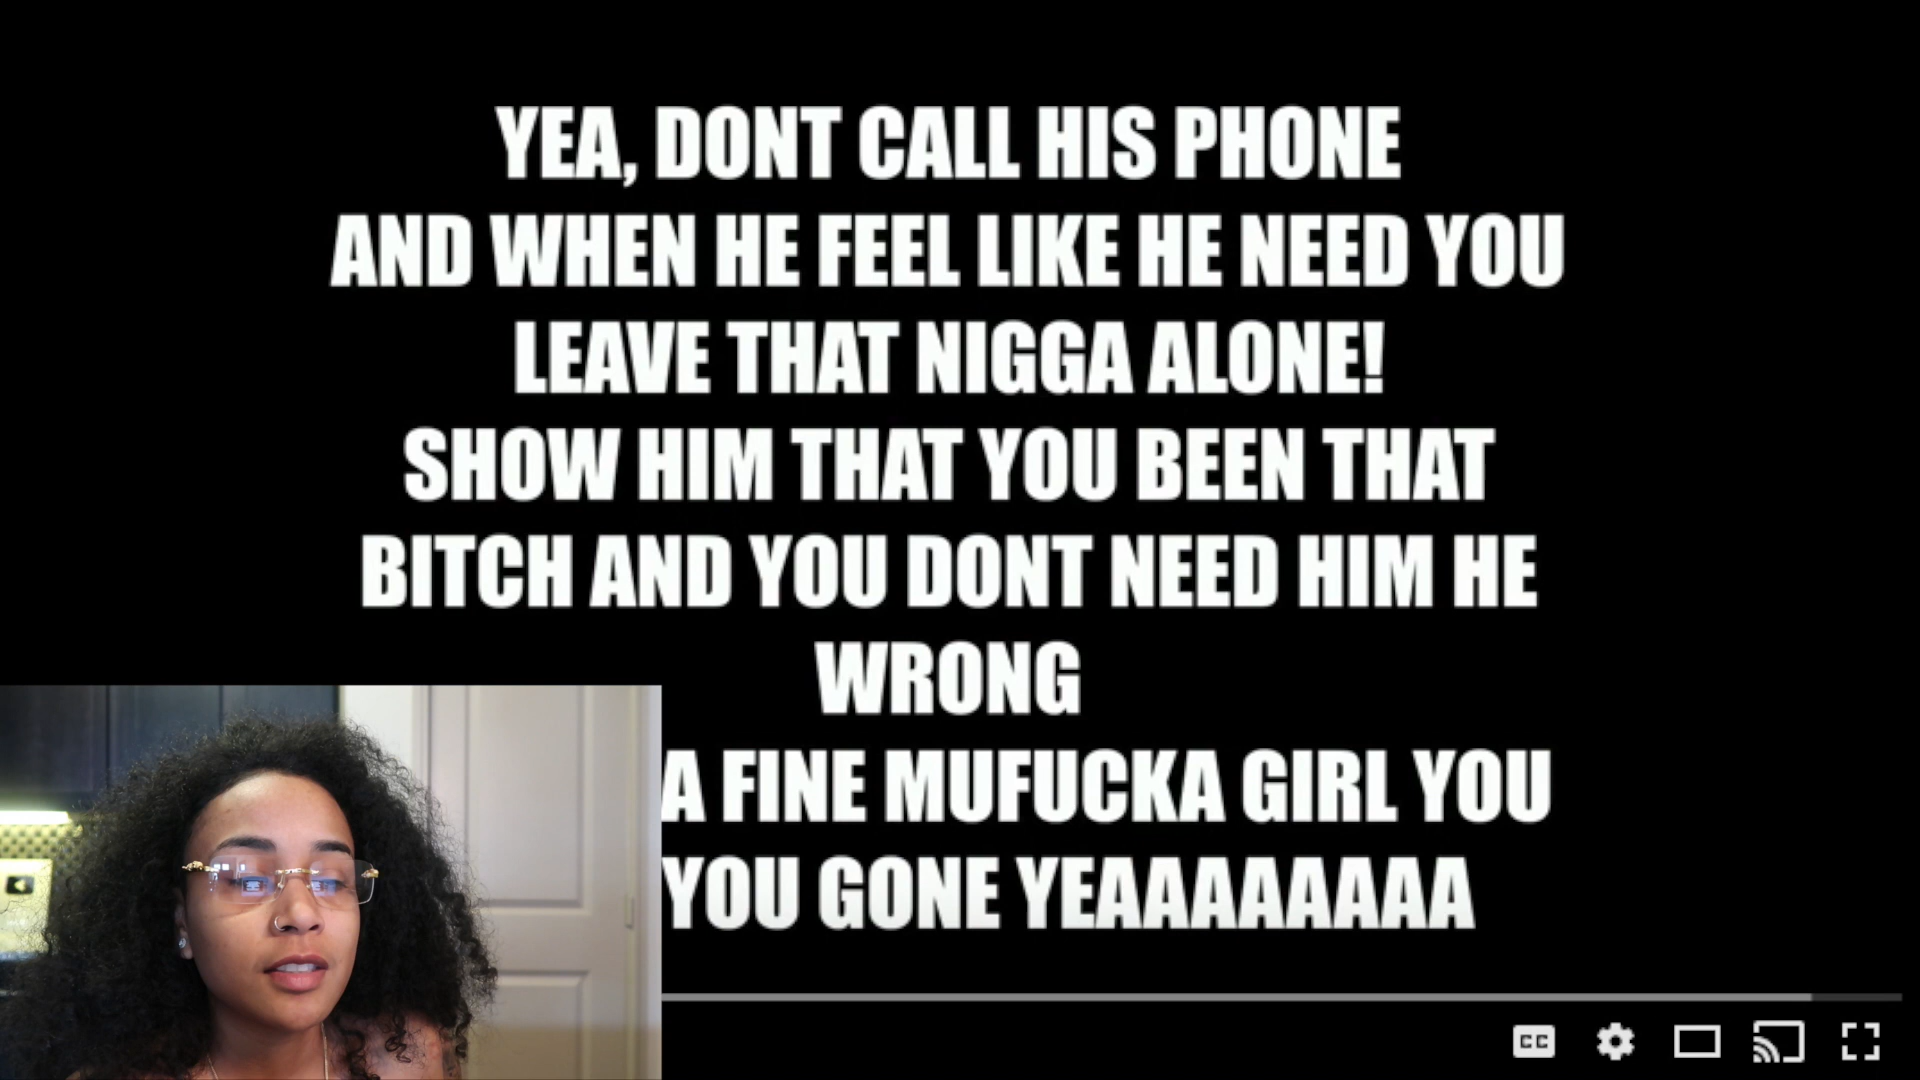 YEA, DONT CALL HIS PHONE
AND WHEN HE FEEL LIKE HE NEED YOU
LEAVE THAT NIGGA ALONE!
SHOW HIM THAT YOU BEEN THAT
BITCH AND YOU DONT NEED HIM HE
WRONG
A FINE MUFUCKA GIRL YOU
YOU GONE YEAAAAAAAA
CC